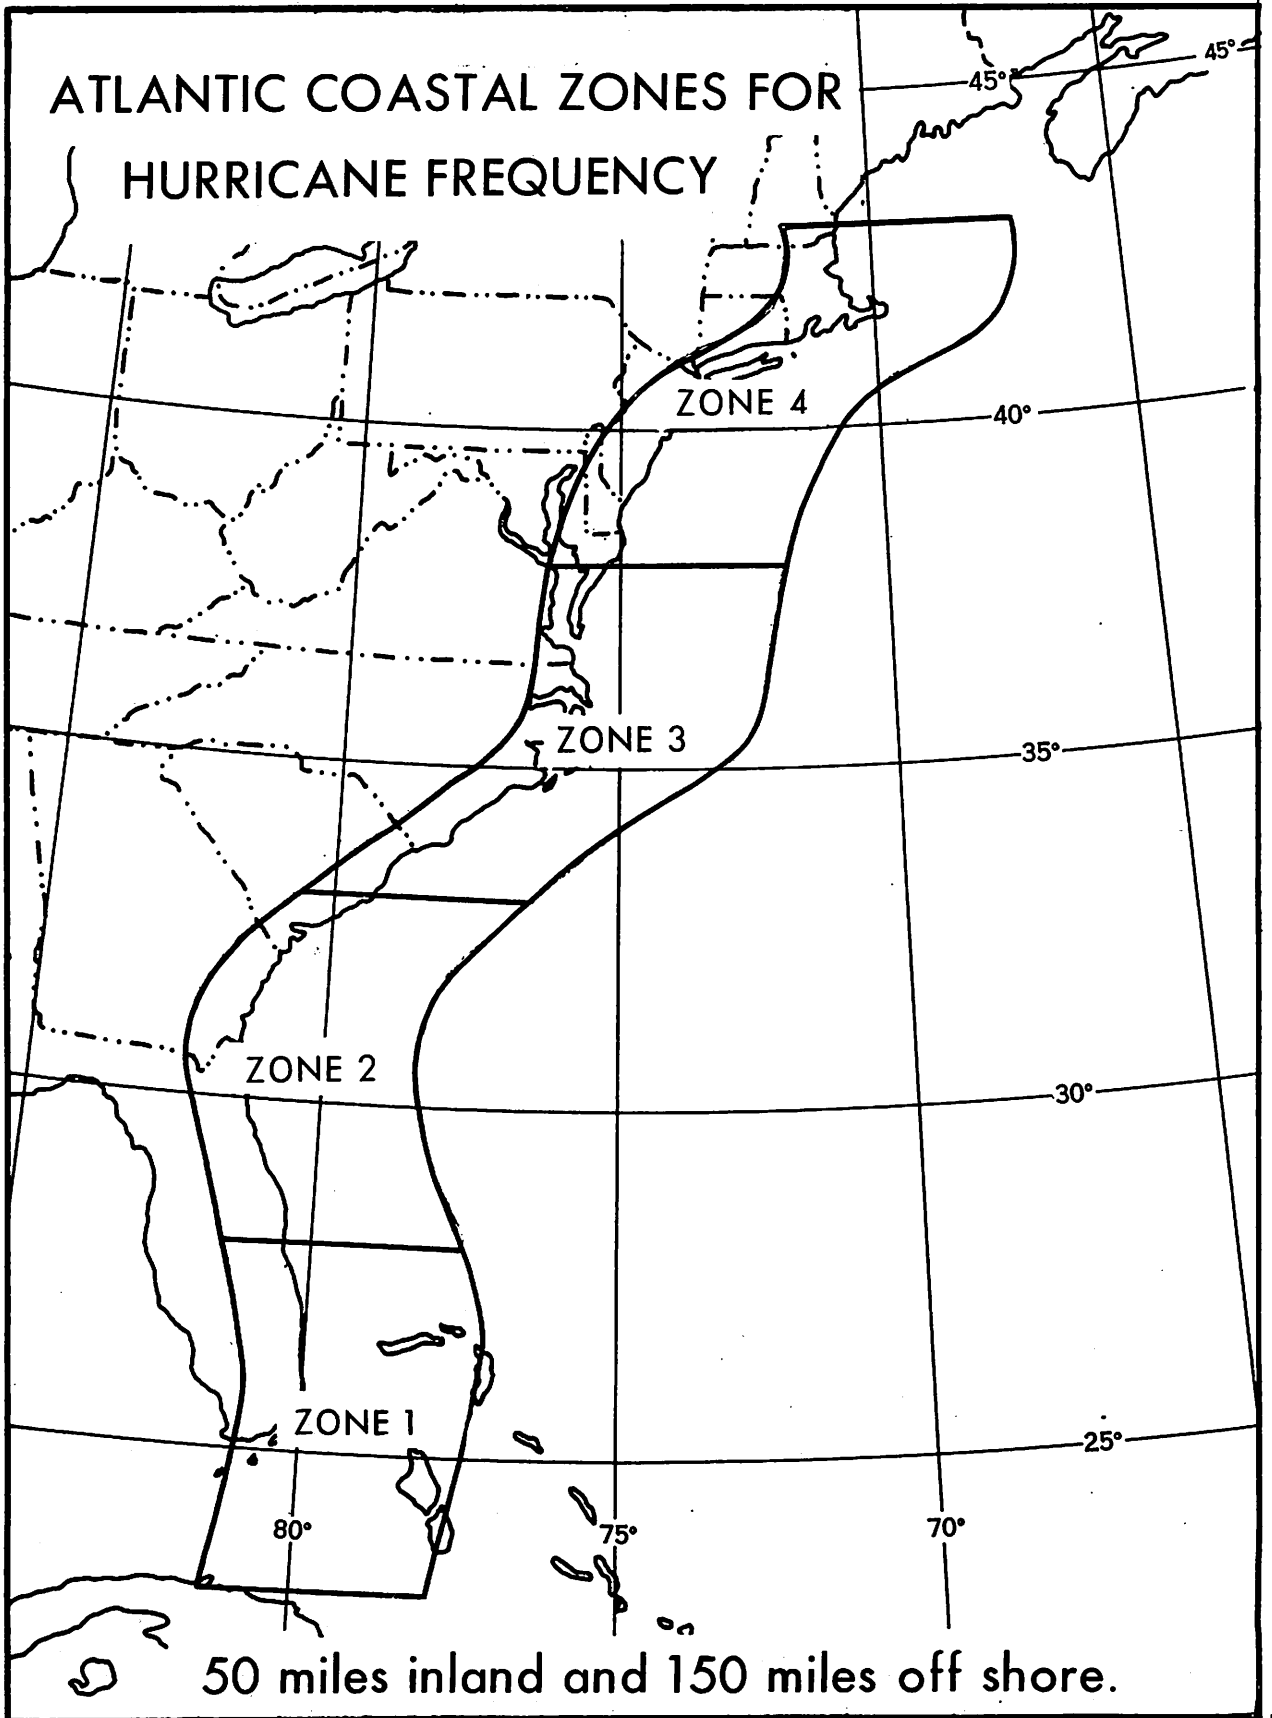 ATLANTIC COASTAL ZONES FOR
HURRICANE FREQUENCY
45°
45°
ZONE 4
40°
ZONE 3
35°
ZONE 2
30°
ZONE 1
25°
80°
75°
70°
50 miles inland and 150 miles off shore.